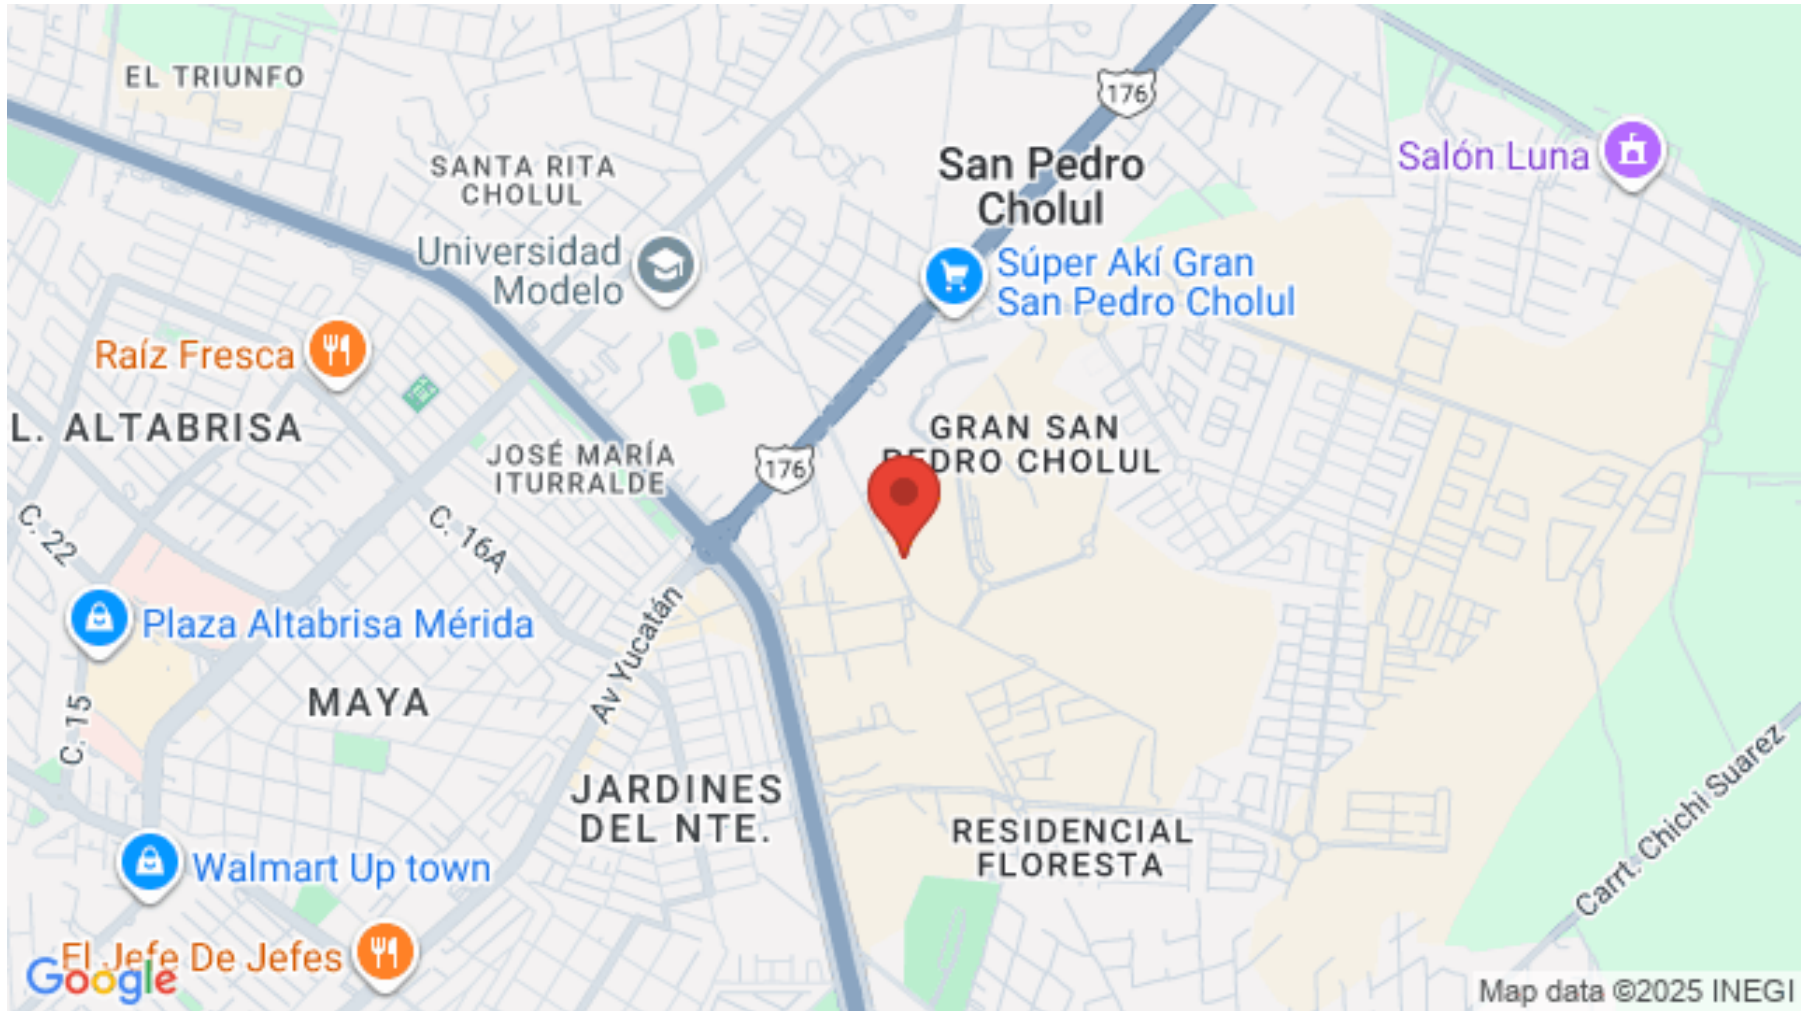 EL TRIUNFO
176
SANTA RITA
CHOLUL
San Pedro
Cholul
Salón Luna
Universidad
Modelo
Súper Akí Gran
San Pedro Cholul
Raíz Fresca
L. ALTABRISA
JOSÉ MARÍA
ITURRALDE
176
GRAN SAN
PEDRO CHOLUL
C. 22
C. 16A
Plaza Altabrisa Mérida
Av Yucatán
MAYA
C. 15
JARDINES
DEL NTE.
RESIDENCIAL
FLORESTA
Carrt. Chichi Suarez
Walmart Up town
El Jefe De Jefes
Google
Map data ©2025 INEGI